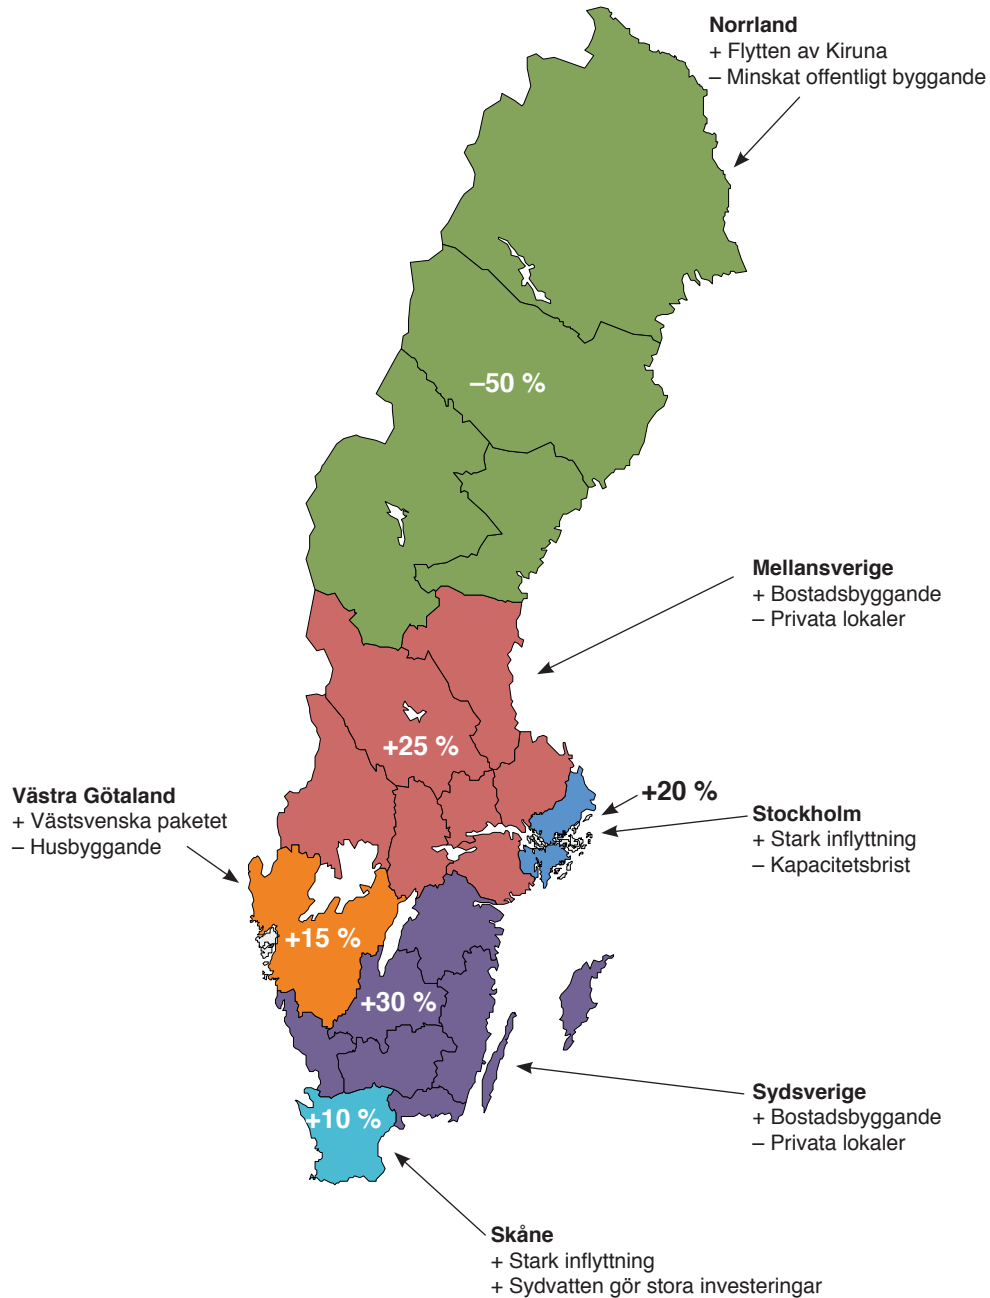 Norrland
+ Flytten av Kiruna
– Minskat offentligt byggande
–50 %
Mellansverige
+ Bostadsbyggande
– Privata lokaler
+25 %
Västra Götaland
+ Västsvenska paketet
– Husbyggande
+20 %
Stockholm
+ Stark inflyttning
– Kapacitetsbrist
+15 %
+30 %
Sydsverige
+ Bostadsbyggande
– Privata lokaler
+10 %
Skåne
+ Stark inflyttning
+ Sydvatten gör stora investeringar